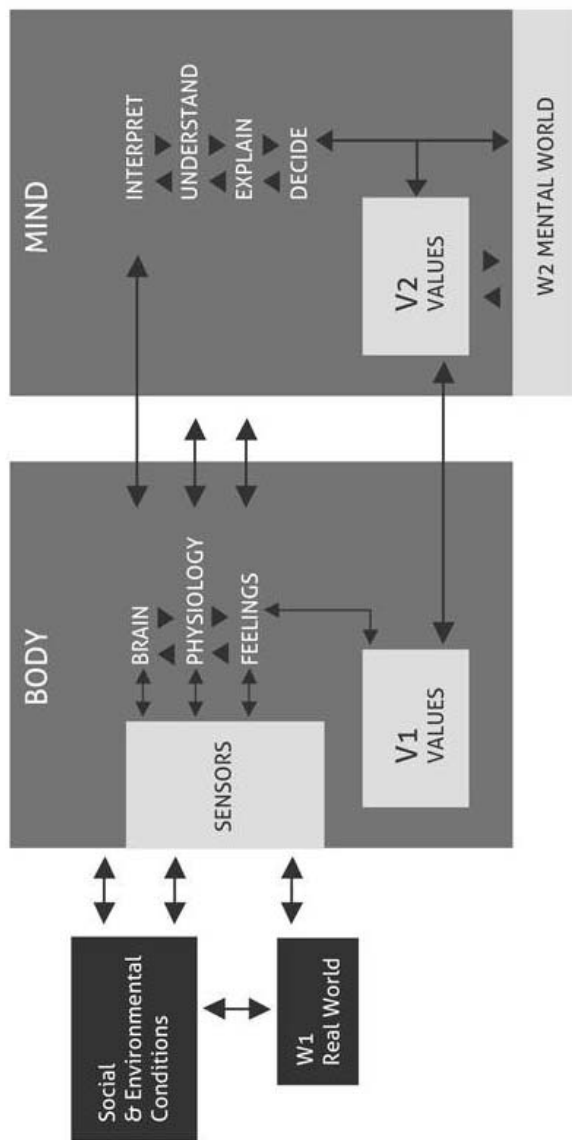 Social
& Environmental
Conditions
W1
Real World
BODY
SENSORS
BRAIN
PHYSIOLOGY
FEELINGS
V1
VALUES
MIND
INTERPRET
UNDERSTAND
EXPLAIN
DECIDE
V2
VALUES
W2 MENTAL WORLD